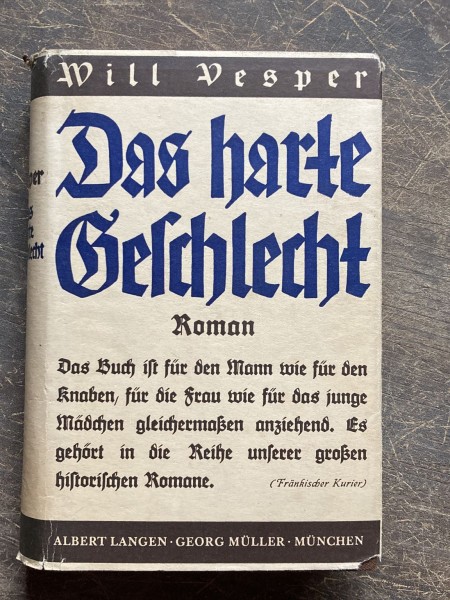 Will Vesper
Das harte
Geschlecht
Roman
Das Buch ist für den Mann wie für den
Knaben, für die Frau wie für das junge
Mädchen gleichermaßen anziehend. Es
gehört in die Reihe unserer großen
historischen Romane. (Fränkischer Kurier)
ALBERT LANGEN · GEORG MÜLLER · MÜNCHEN